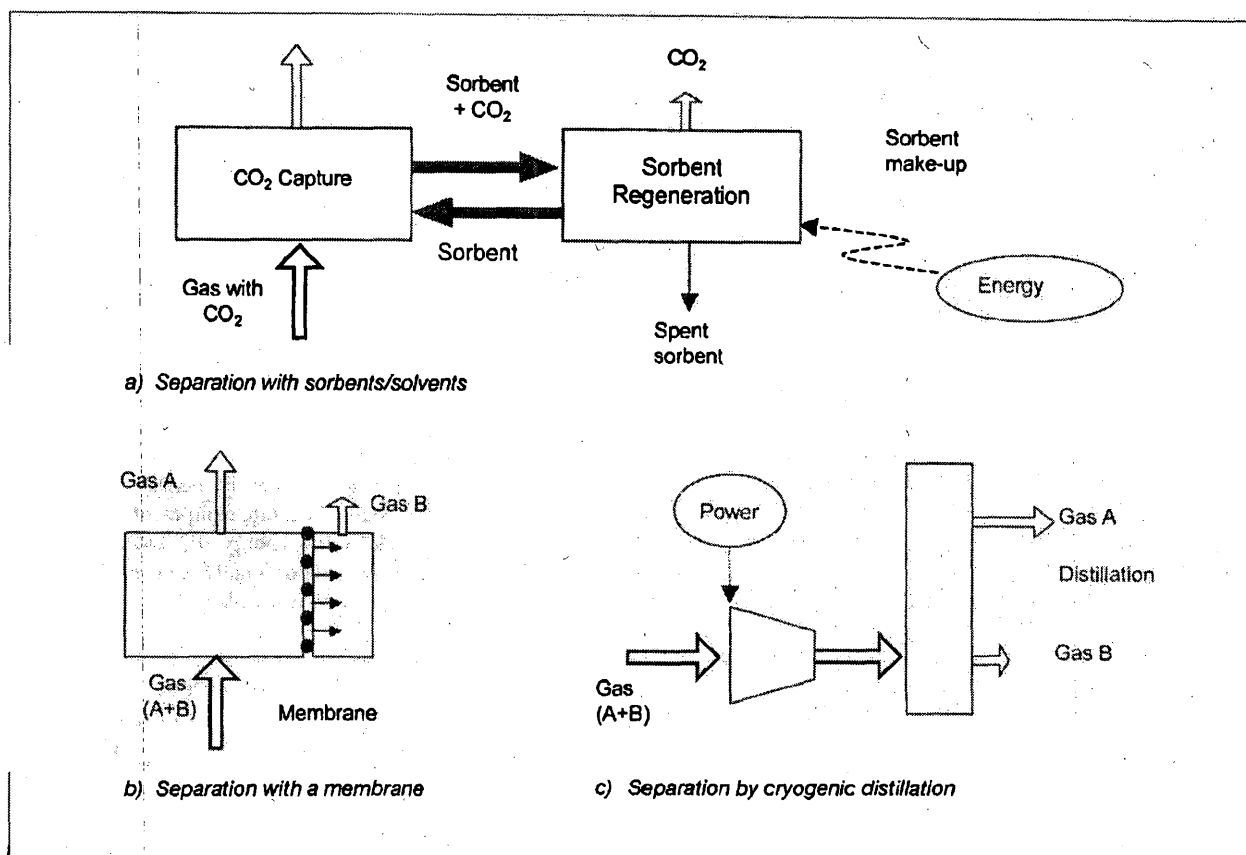 CO₂
Sorbent
+ CO₂
Sorbent
make-up
CO₂ Capture
Sorbent
Regeneration
Sorbent
Gas with
CO₂
Energy
Spent
sorbent
a) Separation with sorbents/solvents
Gas A
Gas B
Gas
(A+B)
Membrane
b) Separation with a membrane
Power
Gas A
Distillation
Gas B
Gas
(A+B)
c) Separation by cryogenic distillation